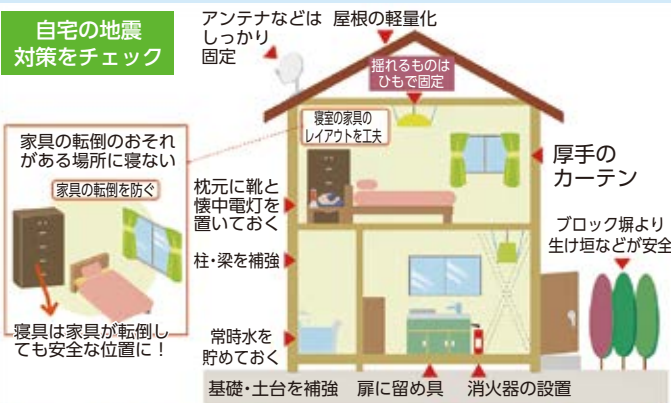 自宅の地震
対策をチェック
アンテナなどは
しっかり
固定
屋根の軽量化
揺れるものは
ひもで固定
寝室の家具の
レイアウトを工夫
家具の転倒のおそれ
がある場所に寝ない
家具の転倒を防ぐ
寝具は家具が転倒し
ても安全な位置に！
枕元に靴と
懐中電灯を
置いておく
厚手の
カーテン
ブロック塀より
生け垣などが安全
柱・梁を補強
常時水を
貯めておく
基礎・土台を補強
扉に留め具
消火器の設置